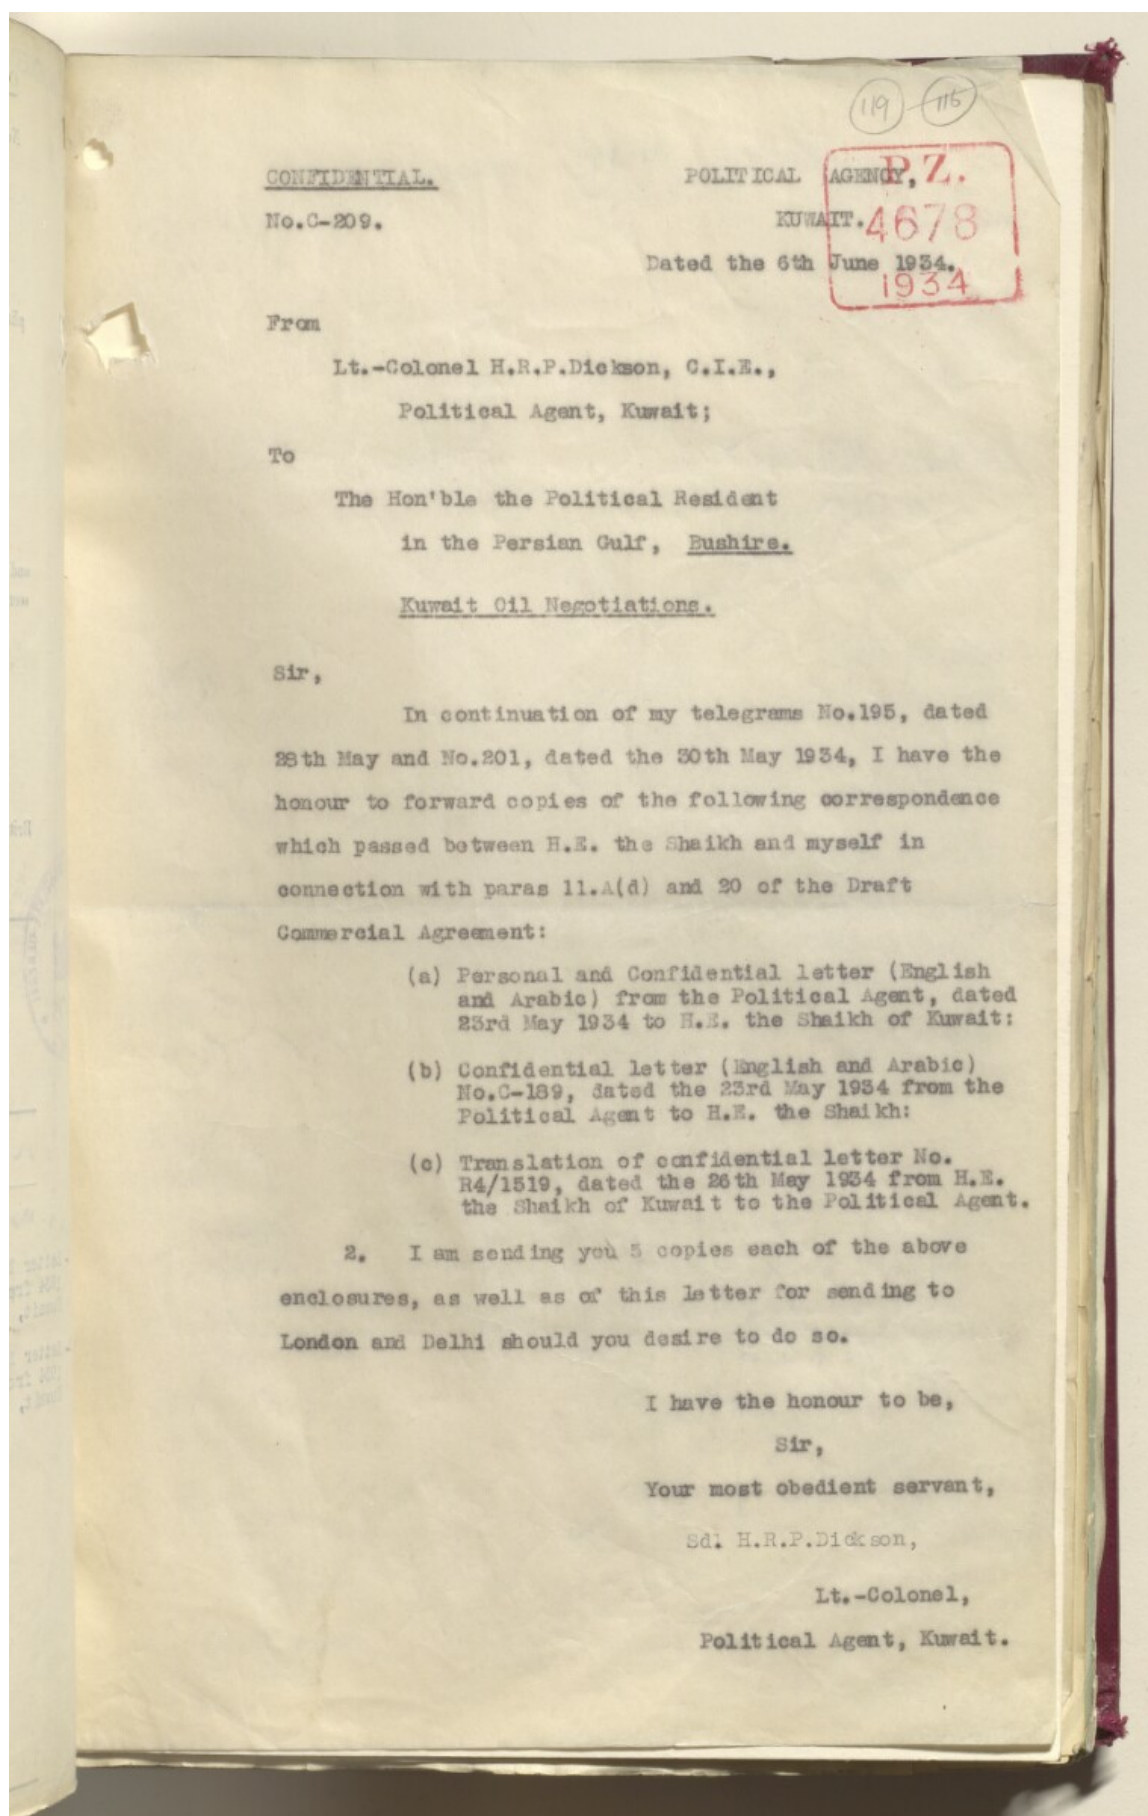 119 115
CONFIDENTIAL.
POLITICAL AGENCY,
P.Z.
No.C-209.
KUWAIT.
4678
Dated the 6th June 1934.
1934
From
Lt.-Colonel H.R.P.Dickson, C.I.E.,
Political Agent, Kuwait;
To
The Hon'ble the Political Resident
in the Persian Gulf, Bushire.
Kuwait Oil Negotiations.
Sir,
In continuation of my telegrams No.195, dated
28th May and No.201, dated the 30th May 1934, I have the
honour to forward copies of the following correspondence
which passed between H.E. the Shaikh and myself in
connection with paras 11.A(d) and 20 of the Draft
Commercial Agreement:
(a) Personal and Confidential letter (English
and Arabic) from the Political Agent, dated
23rd May 1934 to H.E. the Shaikh of Kuwait:
(b) Confidential letter (English and Arabic)
No.C-189, dated the 23rd May 1934 from the
Political Agent to H.E. the Shaikh:
(c) Translation of confidential letter No.
R4/1519, dated the 26th May 1934 from H.E.
the Shaikh of Kuwait to the Political Agent.
2. I am sending you 5 copies each of the above
enclosures, as well as of this letter for sending to
London and Delhi should you desire to do so.
I have the honour to be,
Sir,
Your most obedient servant,
Sd. H.R.P.Dickson,
Lt.-Colonel,
Political Agent, Kuwait.